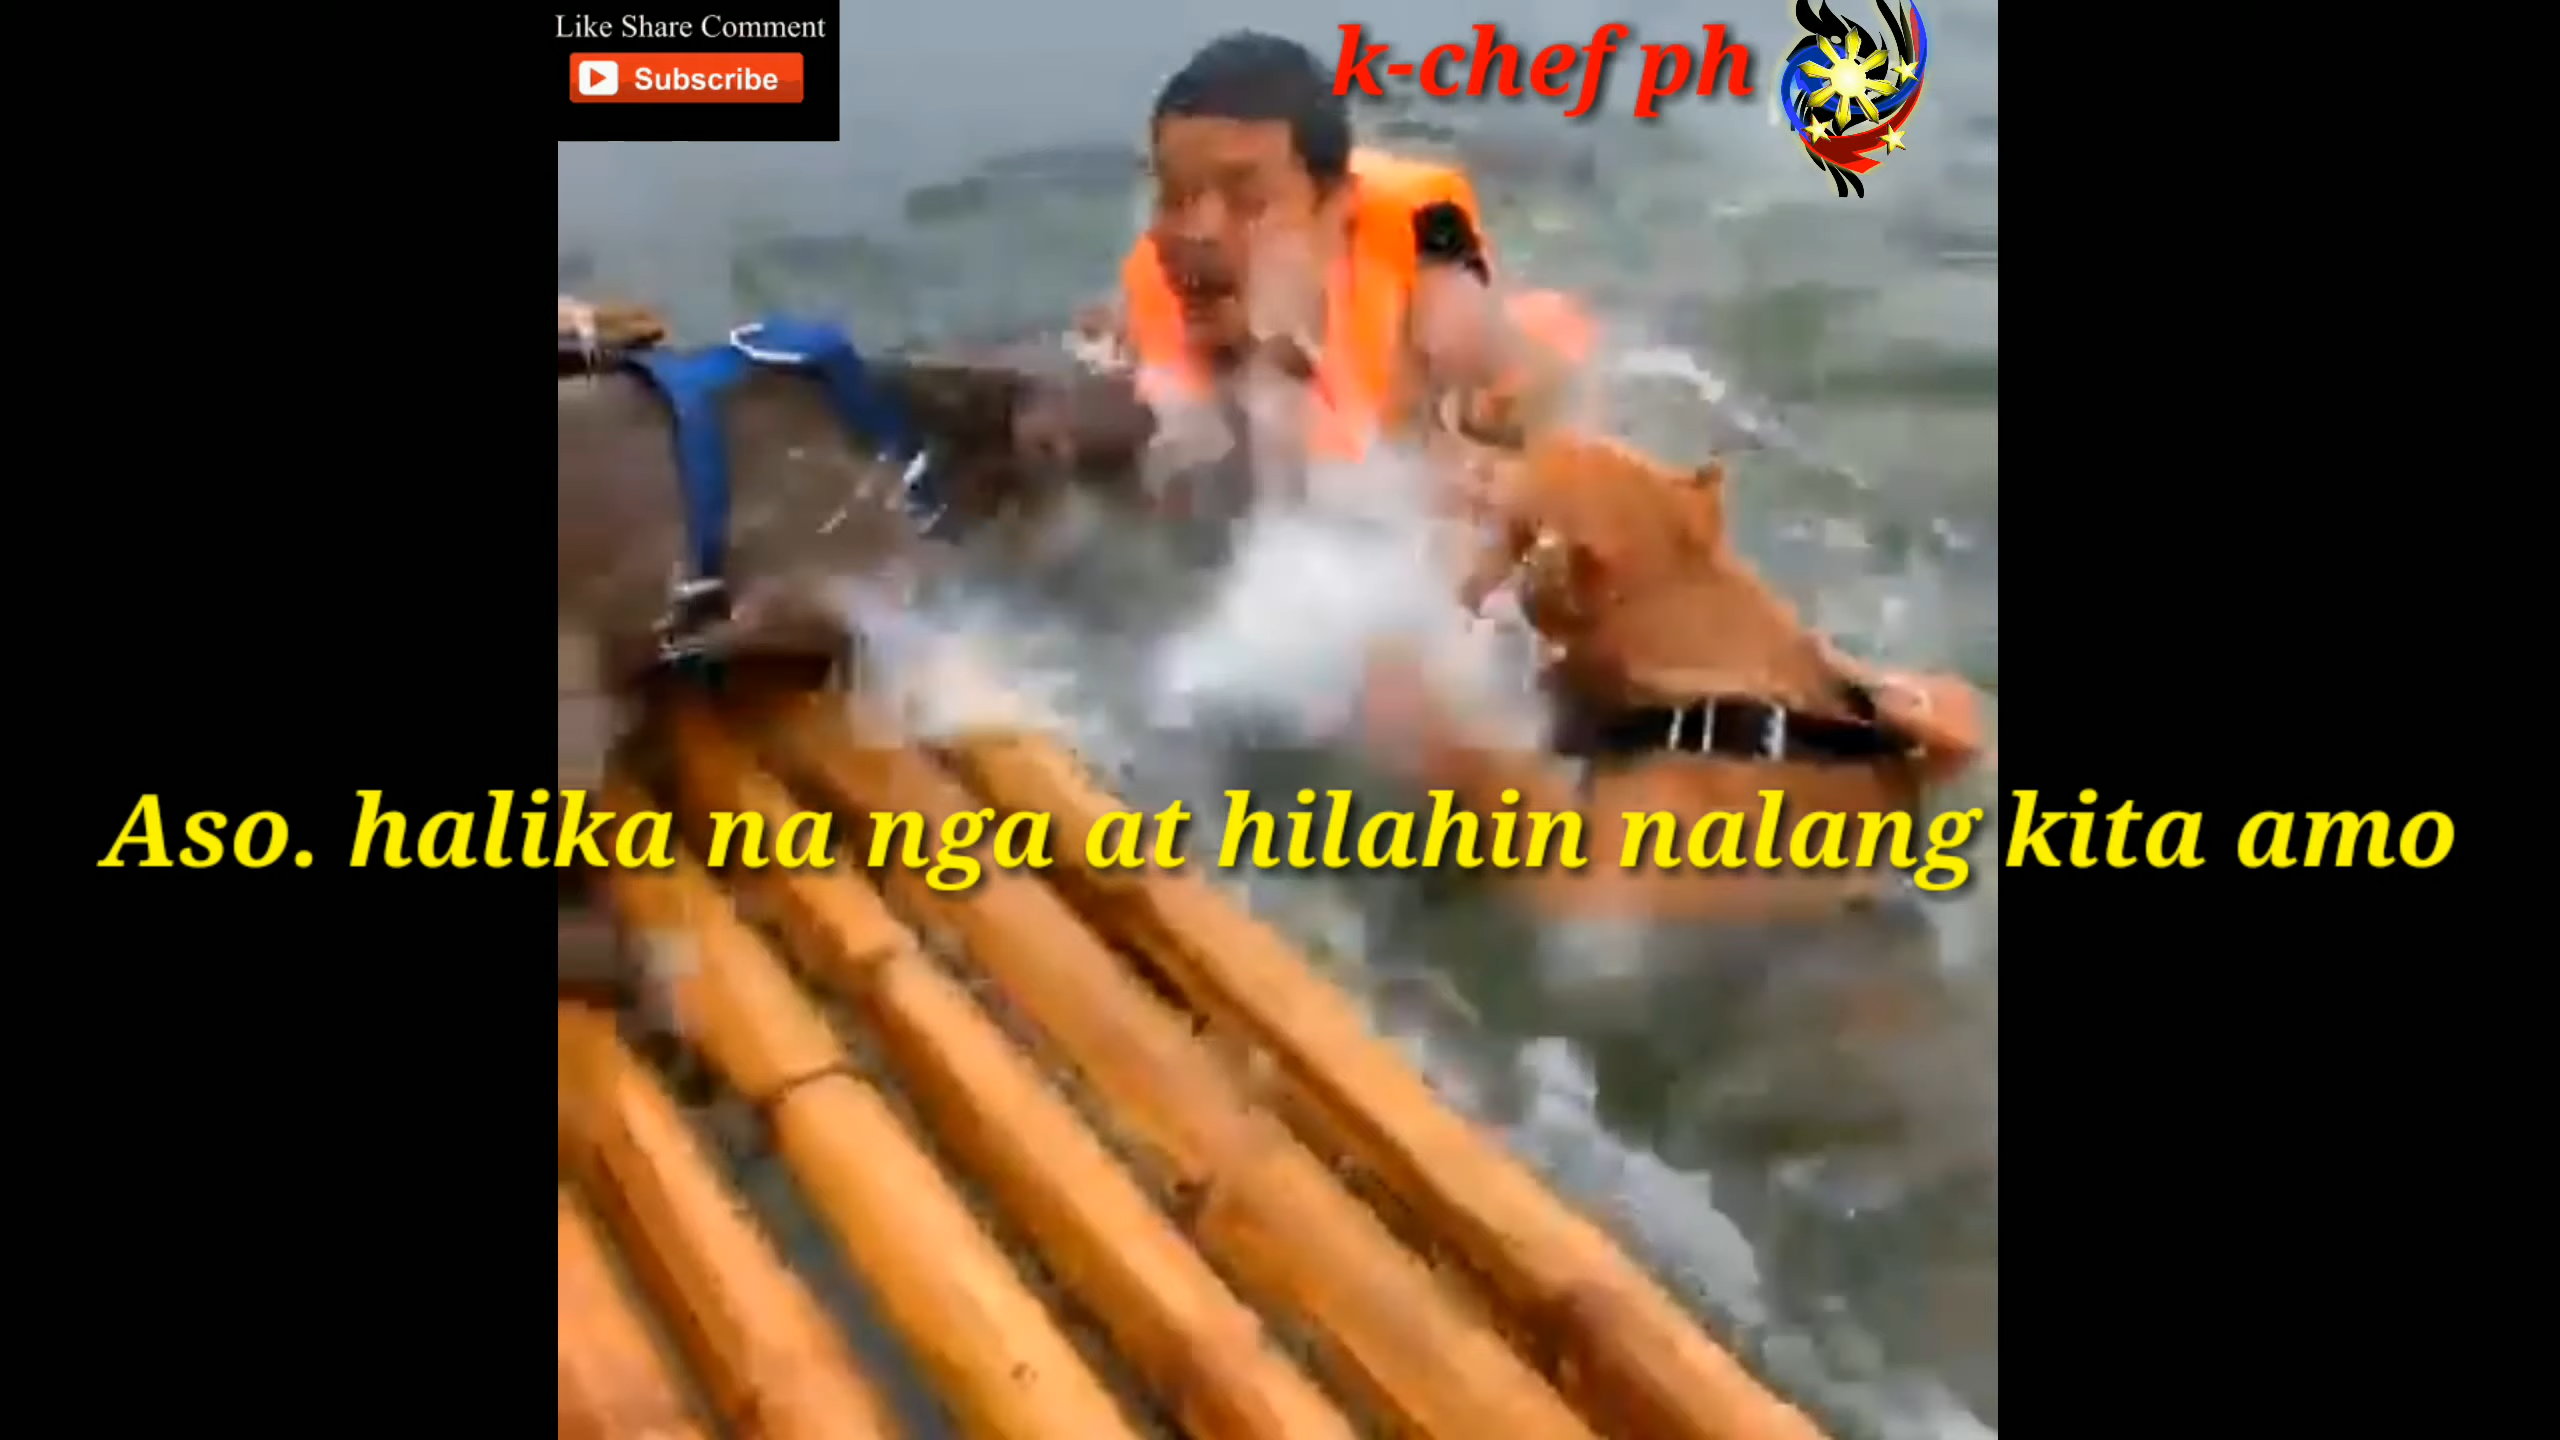 Like Share Comment
Subscribe
k-chef ph
Aso. halika na nga at hilahin nalang kita amo